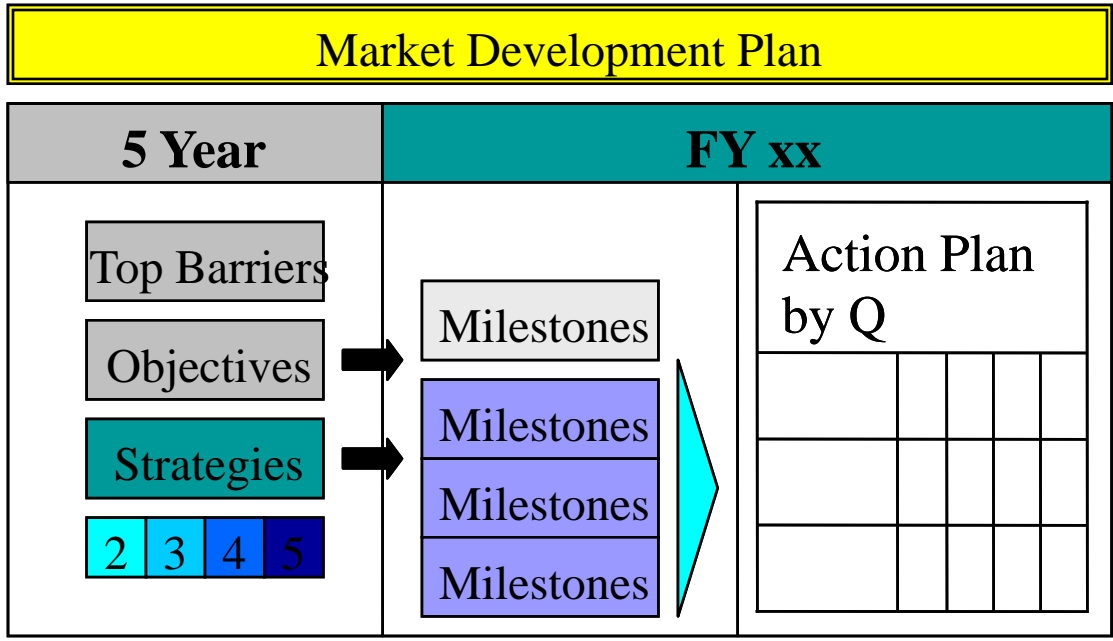 Market Development Plan
5 Year
FY xx
Top Barriers
Objectives
Strategies
2 3 4 5
Milestones
Milestones
Milestones
Milestones
Action Plan
by Q